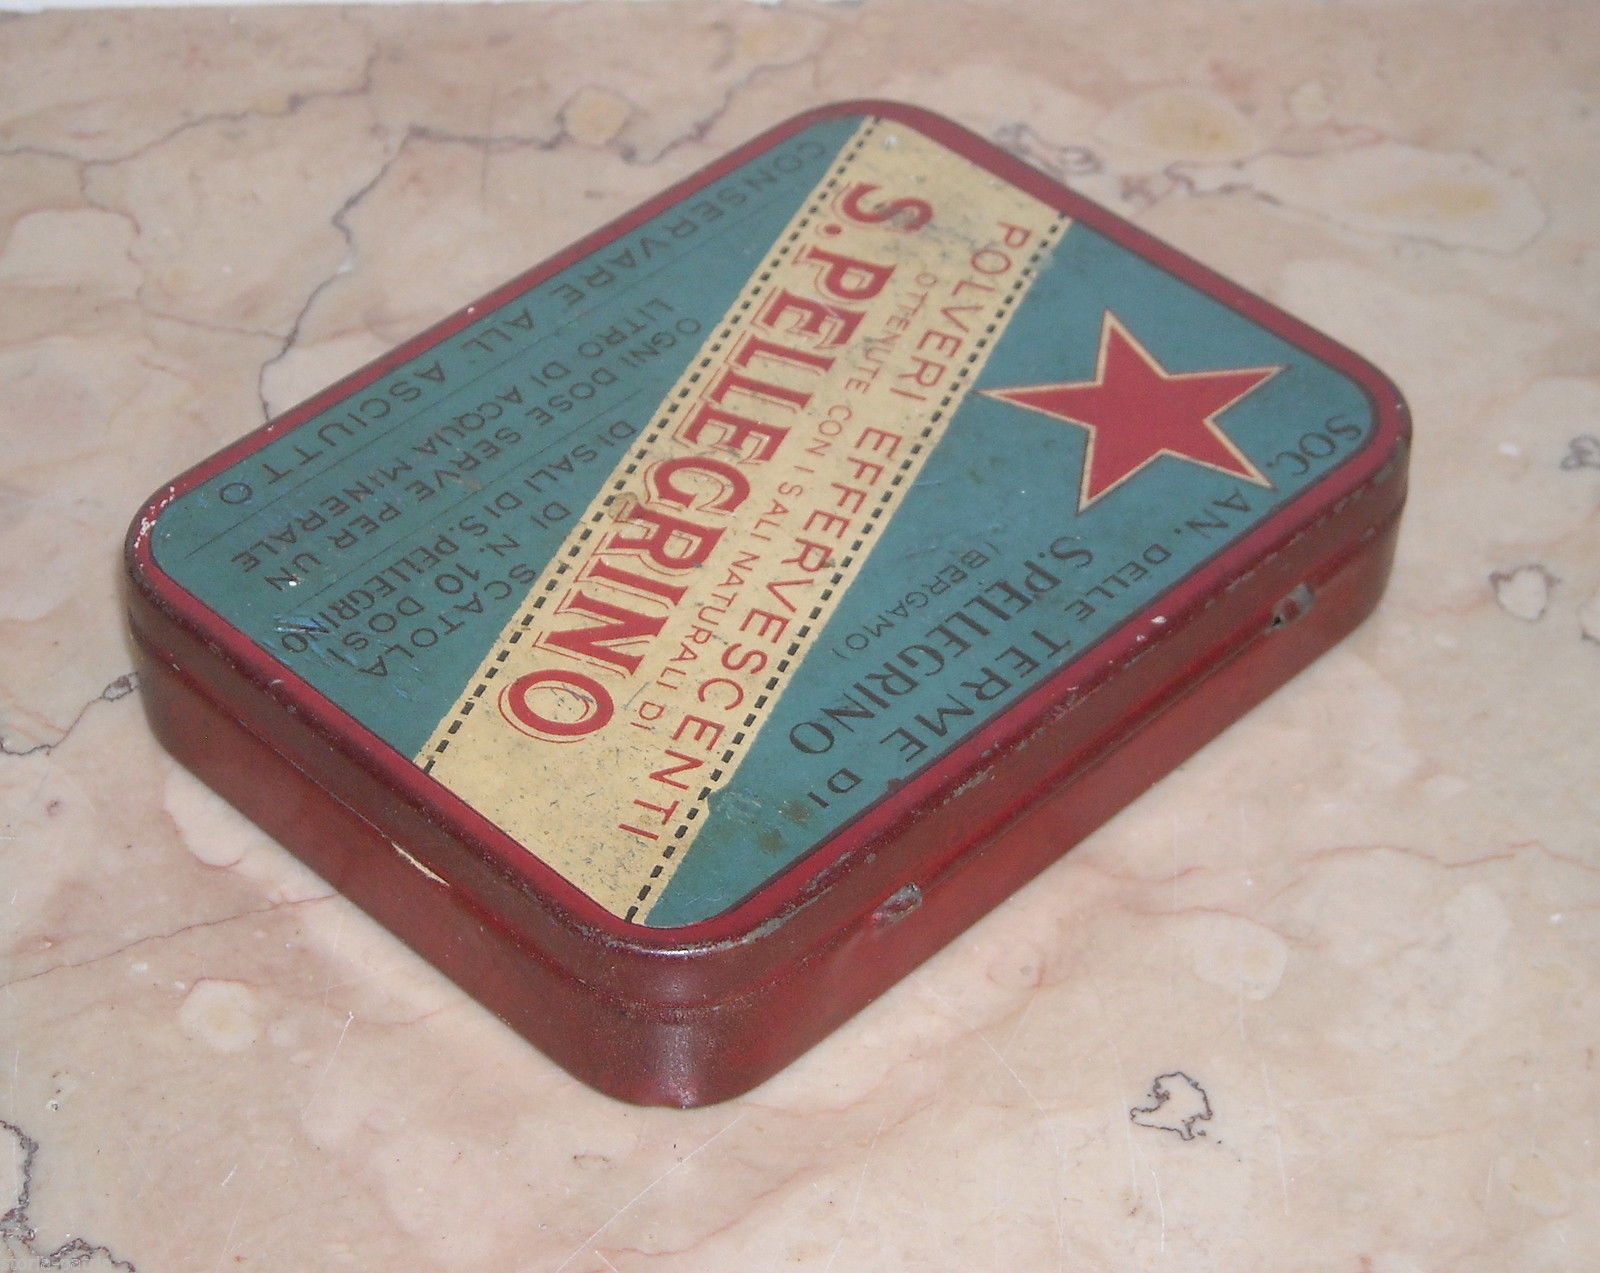 SOC. AN. DELLE TERME DI
S.PELLEGRINO
(BERGAMO)
POLVERI EFFERVESCENTI
OTTENUTE CON I SALI NATURALI DI
S.PELLEGRINO
SCATOLA
DI N. 10 DOSI
DI SALI DI S. PELLEGRINO
OGNI DOSE SERVE PER UN
LITRO DI ACQUA MINERALE
CONSERVARE ALL'ASCIUTTO